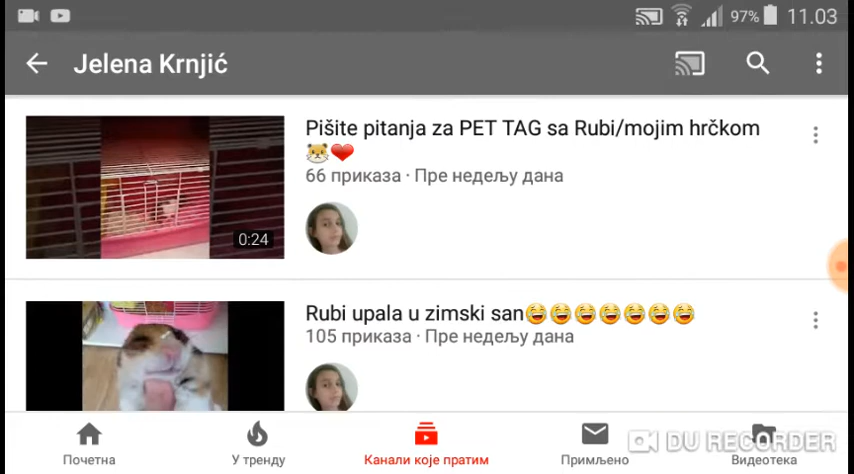 97% 11.03
Jelena Krnjić
Pišite pitanja za PET TAG sa Rubi/mojim hrčkom
🐹❤️
66 приказа · Пре недељу дана
0:24
Rubi upala u zimski san😂😂😂😂😂😂😂
105 приказа · Пре недељу дана
Почетна
У тренду
Канали које пратим
Примљено
Видеотека
DU RECORDER